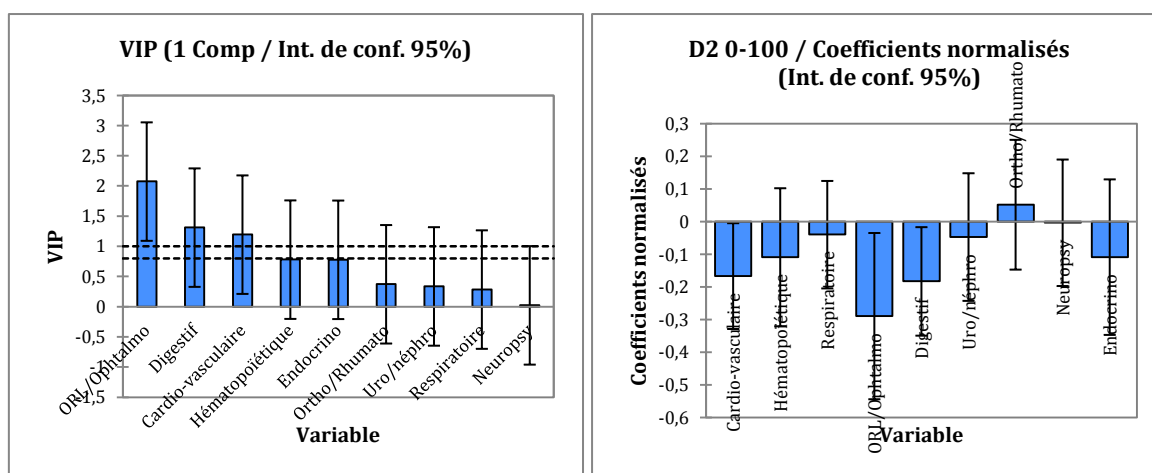 VIP (1 Comp / Int. de conf. 95%)
3,5
3
2,5
2
1,5
1
0,5
0
-0,5
-1
-1,5
VIP
ORL/Ophtalmo
Digestif
Cardio-vasculaire
Hématopoïétique
Endocrino
Ortho/Rhumato
Uro/néphro
Respiratoire
Neuropsy
Variable
D2 0-100 / Coefficients normalisés
(Int. de conf. 95%)
0,3
0,2
0,1
0
-0,1
-0,2
-0,3
-0,4
-0,5
-0,6
Coefficients normalisés
Cardio-vasculaire
Hématopoïétique
Respiratoire
ORL/Ophtalmo
Digestif
Uro/néphro
Ortho/Rhumato
Neuropsy
Endocrino
Variable